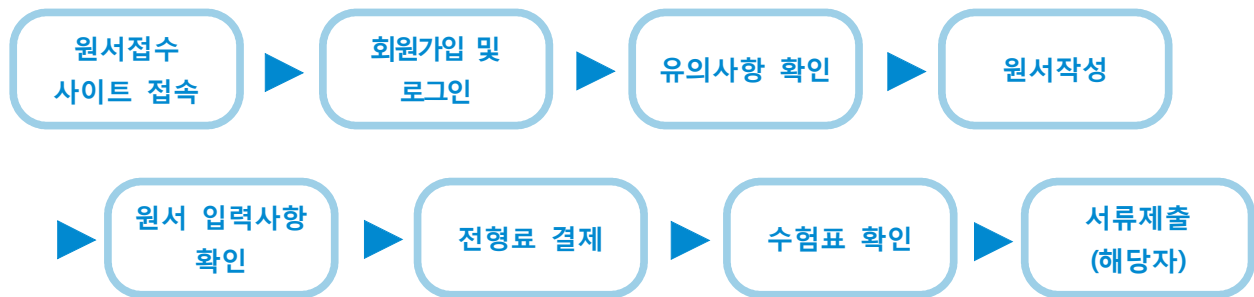 원서접수
사이트 접속
회원가입 및
로그인
유의사항 확인
원서작성
원서 입력사항
확인
전형료 결제
수험표 확인
서류제출
(해당자)